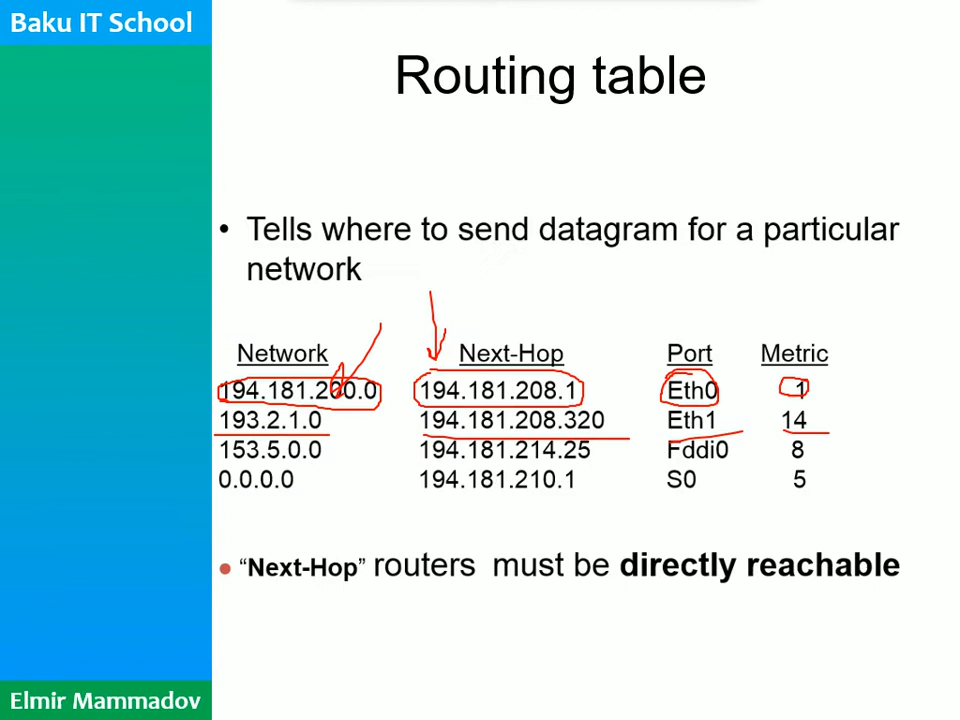 Baku IT School
Routing table
• Tells where to send datagram for a particular
network
Network Next-Hop Port Metric
194.181.200.0 194.181.208.1 Eth0 1
193.2.1.0 194.181.208.320 Eth1 14
153.5.0.0 194.181.214.25 Fddi0 8
0.0.0.0 194.181.210.1 S0 5
• “Next-Hop” routers must be directly reachable
Elmir Mammadov